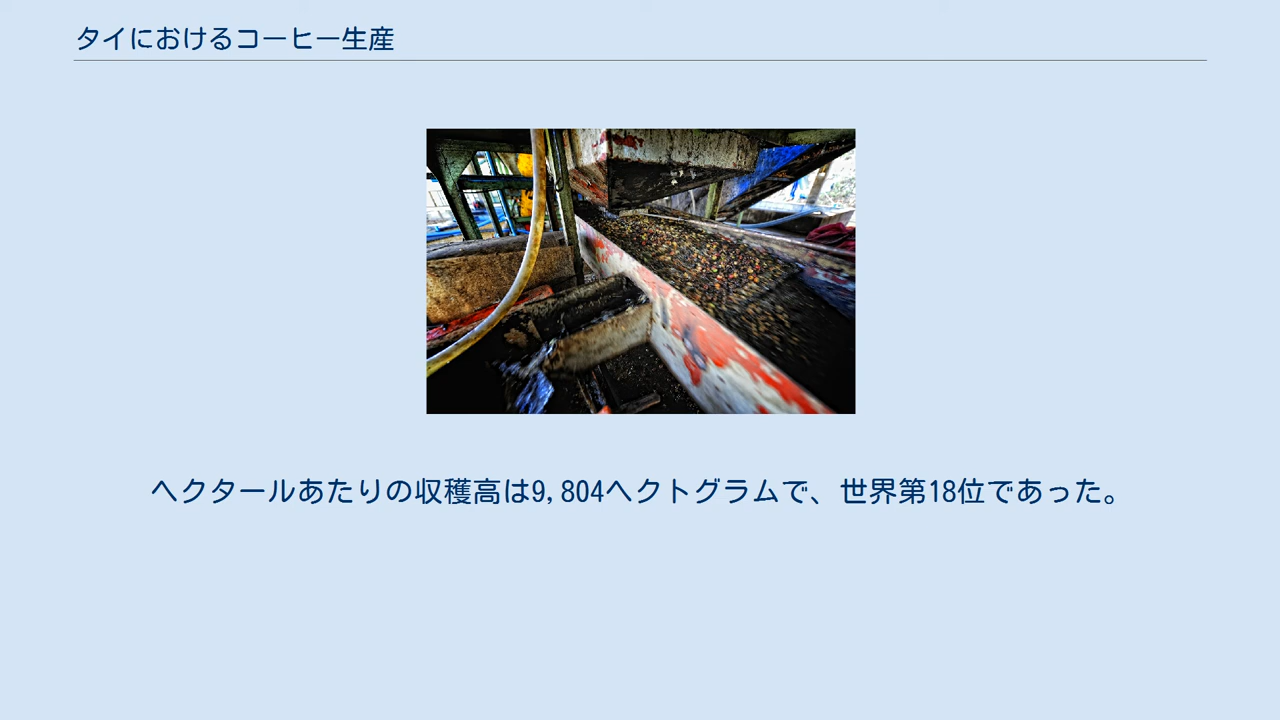 タイにおけるコーヒー生産
ヘクタールあたりの収穫高は9,804ヘクトグラムで、世界第18位であった。